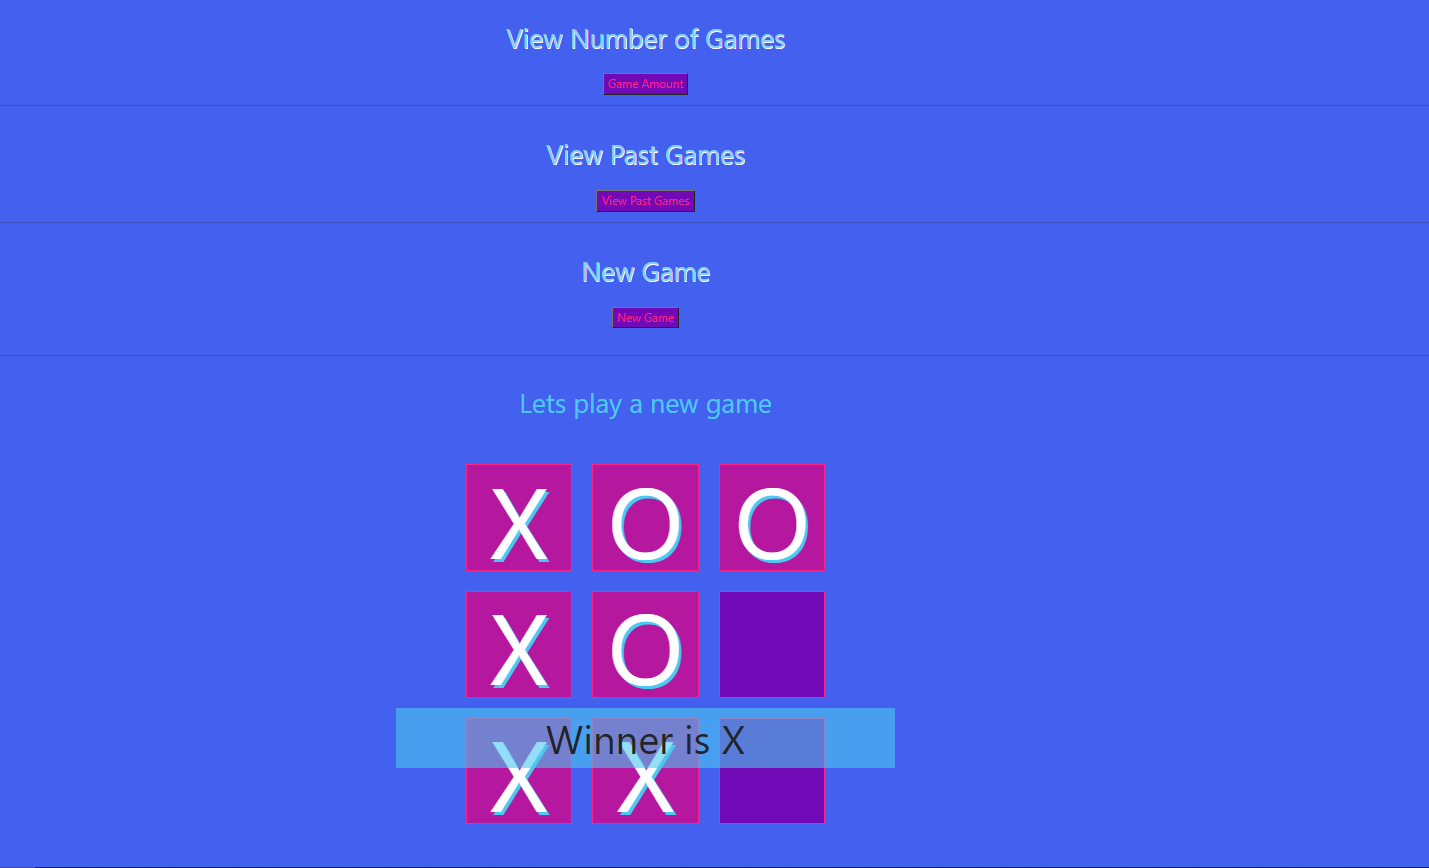 View Number of Games
Game Amount
View Past Games
View Past Games
New Game
New Game
Lets play a new game
X O O
X O
Winner is X
X X